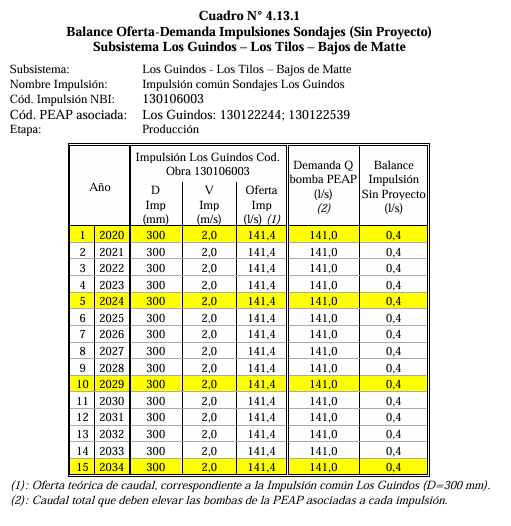 Cuadro N° 4.13.1
Balance Oferta-Demanda Impulsiones Sondajes (Sin Proyecto)
Subsistema Los Guindos – Los Tilos – Bajos de Matte
Subsistema: Los Guindos - Los Tilos – Bajos de Matte
Nombre Impulsión: Impulsión común Sondajes Los Guindos
Cód. Impulsión NBI: 130106003
Cód. PEAP asociada: Los Guindos: 130122244; 130122539
Etapa: Producción
Año
Impulsión Los Guindos Cod.
Obra 130106003
D
Imp
(mm)
V
Imp
(m/s)
Oferta
Imp
(l/s) (1)
Demanda Q
bomba PEAP
(l/s)
(2)
Balance
Impulsión
Sin Proyecto
(l/s)
1 2020 300 2,0 141,4 141,0 0,4
2 2021 300 2,0 141,4 141,0 0,4
3 2022 300 2,0 141,4 141,0 0,4
4 2023 300 2,0 141,4 141,0 0,4
5 2024 300 2,0 141,4 141,0 0,4
6 2025 300 2,0 141,4 141,0 0,4
7 2026 300 2,0 141,4 141,0 0,4
8 2027 300 2,0 141,4 141,0 0,4
9 2028 300 2,0 141,4 141,0 0,4
10 2029 300 2,0 141,4 141,0 0,4
11 2030 300 2,0 141,4 141,0 0,4
12 2031 300 2,0 141,4 141,0 0,4
13 2032 300 2,0 141,4 141,0 0,4
14 2033 300 2,0 141,4 141,0 0,4
15 2034 300 2,0 141,4 141,0 0,4
(1): Oferta teórica de caudal, correspondiente a la Impulsión común Los Guindos (D=300 mm).
(2): Caudal total que deben elevar las bombas de la PEAP asociadas a cada impulsión.